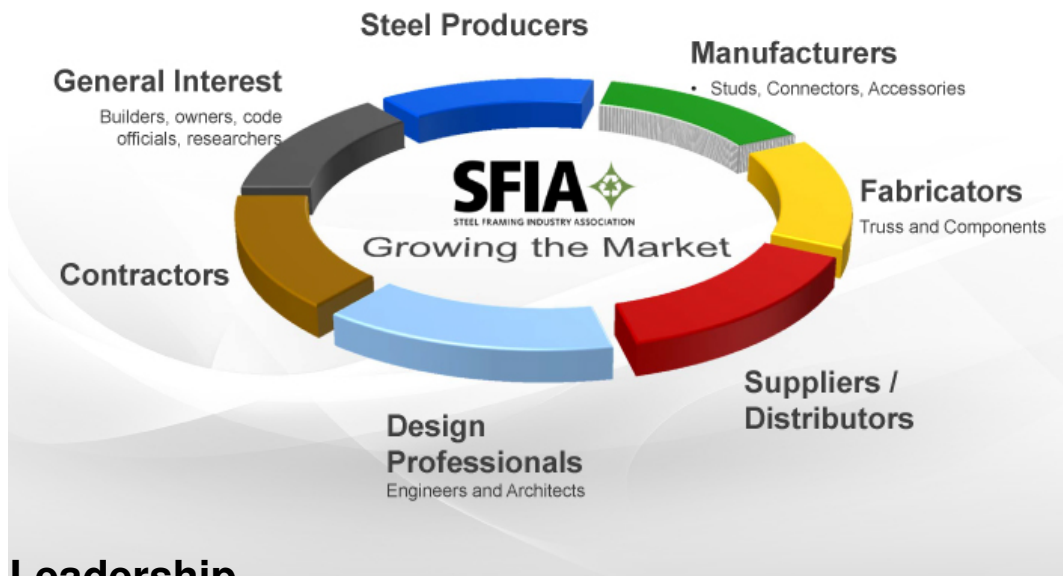 Steel Producers
Manufacturers
• Studs, Connectors, Accessories
General Interest
Builders, owners, code
officials, researchers
SFIA
STEEL FRAMING INDUSTRY ASSOCIATION
Growing the Market
Fabricators
Truss and Components
Contractors
Suppliers /
Distributors
Design
Professionals
Engineers and Architects
Leadership